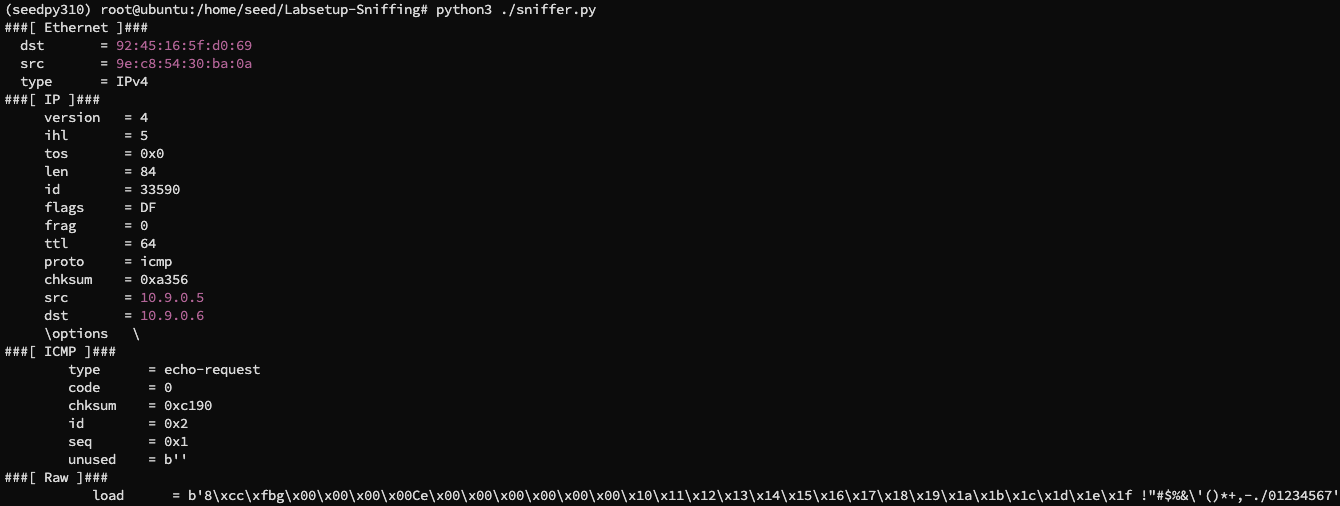 (seedpy310) root@ubuntu:/home/seed/Labsetup-Sniffing# python3 ./sniffer.py
###[ Ethernet ]###
  dst       = 92:45:16:5f:d0:69
  src       = 9e:c8:54:30:ba:0a
  type      = IPv4
###[ IP ]###
     version   = 4
     ihl       = 5
     tos       = 0x0
     len       = 84
     id        = 33590
     flags     = DF
     frag      = 0
     ttl       = 64
     proto     = icmp
     chksum    = 0xa356
     src       = 10.9.0.5
     dst       = 10.9.0.6
     \options   \
###[ ICMP ]###
        type      = echo-request
        code      = 0
        chksum    = 0xc190
        id        = 0x2
        seq       = 0x1
        unused    = b''
###[ Raw ]###
           load      = b'8\xcc\xfbg\x00\x00\x00\x00Ce\x00\x00\x00\x00\x00\x00\x10\x11\x12\x13\x14\x15\x16\x17\x18\x19\x1a\x1b\x1c\x1d\x1e\x1f !"#$%&\'()*+,-./01234567'